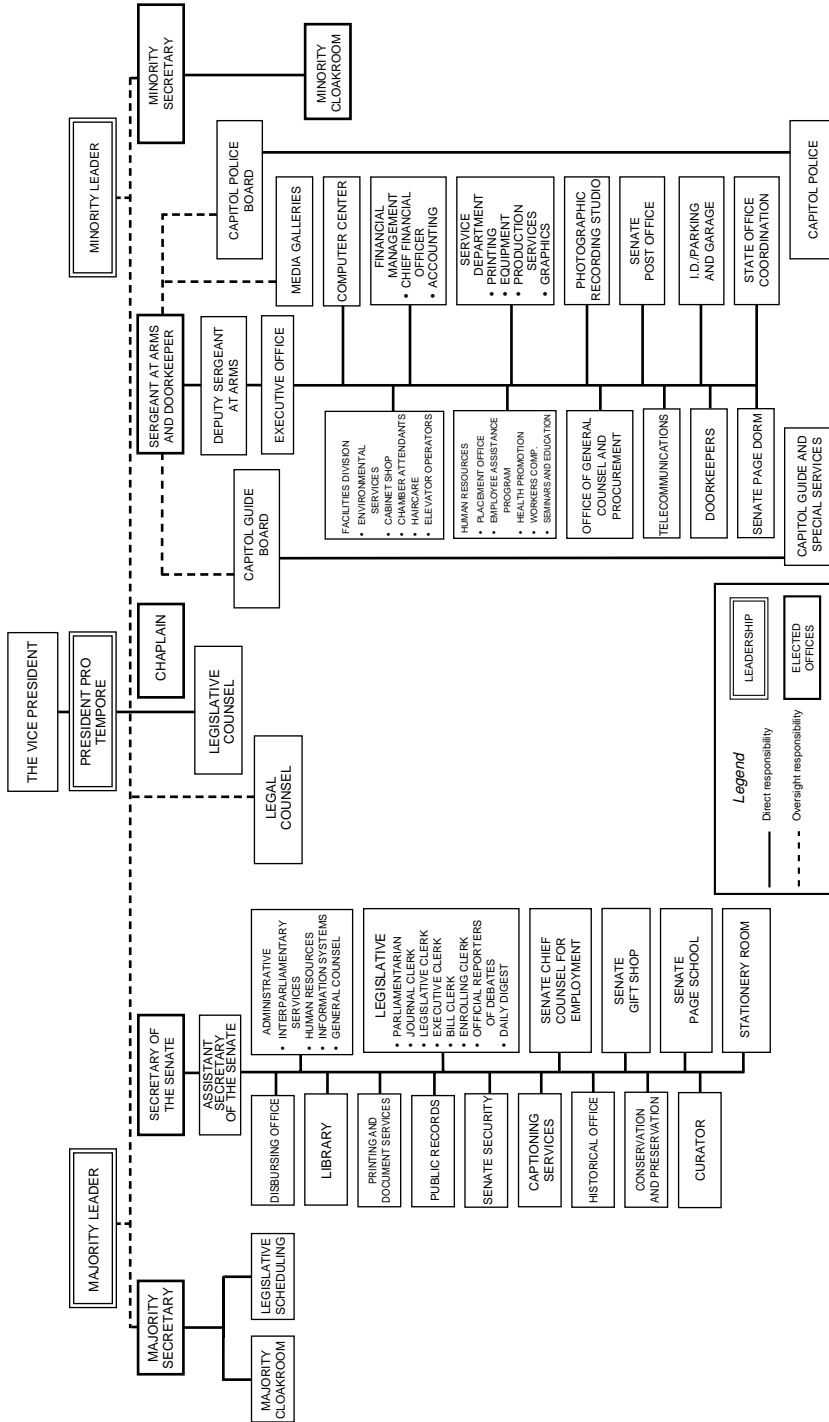 THE VICE PRESIDENT
MAJORITY LEADER
PRESIDENT PRO
TEMPORE
MINORITY LEADER
MAJORITY
SECRETARY
SECRETARY OF
THE SENATE
CHAPLAIN
SERGEANT AT ARMS
AND DOORKEEPER
MINORITY
SECRETARY
MAJORITY
CLOAKROOM
LEGISLATIVE
SCHEDULING
ASSISTANT
SECRETARY
OF THE SENATE
DISBURSING OFFICE
LIBRARY
PRINTING AND
DOCUMENT SERVICES
PUBLIC RECORDS
SENATE SECURITY
CAPTIONING
SERVICES
HISTORICAL OFFICE
CONSERVATION
AND PRESERVATION
CURATOR
ADMINISTRATIVE
• INTERPARLIAMENTARY
SERVICES
• HUMAN RESOURCES
• INFORMATION SYSTEMS
• GENERAL COUNSEL
LEGISLATIVE
• PARLIAMENTARIAN
• JOURNAL CLERK
• LEGISLATIVE CLERK
• EXECUTIVE CLERK
• BILL CLERK
• ENROLLING CLERK
• OFFICIAL REPORTERS
OF DEBATES
• DAILY DIGEST
SENATE CHIEF
COUNSEL FOR
EMPLOYMENT
SENATE
GIFT SHOP
SENATE
PAGE SCHOOL
STATIONERY ROOM
LEGAL
COUNSEL
LEGISLATIVE
COUNSEL
CAPITOL GUIDE
BOARD
CAPITOL GUIDE AND
SPECIAL SERVICES
DEPUTY SERGEANT
AT ARMS
EXECUTIVE OFFICE
FACILITIES DIVISION
• ENVIRONMENTAL
SERVICES
• CABINET SHOP
• CHAMBER ATTENDANTS
• HAIRCARE
• ELEVATOR OPERATORS
HUMAN RESOURCES
• PLACEMENT OFFICE
• EMPLOYEE ASSISTANCE
PROGRAM
• HEALTH PROMOTION
• WORKERS COMP.
• SEMINARS AND EDUCATION
OFFICE OF GENERAL
COUNSEL AND
PROCUREMENT
TELECOMMUNICATIONS
DOORKEEPERS
SENATE PAGE DORM
MEDIA GALLERIES
COMPUTER CENTER
FINANCIAL
MANAGEMENT
• CHIEF FINANCIAL
OFFICER
• ACCOUNTING
SERVICE
DEPARTMENT
• PRINTING
• EQUIPMENT
• PRODUCTION
SERVICES
• GRAPHICS
PHOTOGRAPHIC
RECORDING STUDIO
SENATE
POST OFFICE
I.D./PARKING
AND GARAGE
STATE OFFICE
COORDINATION
CAPITOL POLICE
BOARD
CAPITOL POLICE
MINORITY
CLOAKROOM
Legend
Direct responsibility
Oversight responsibility
LEADERSHIP
ELECTED
OFFICES